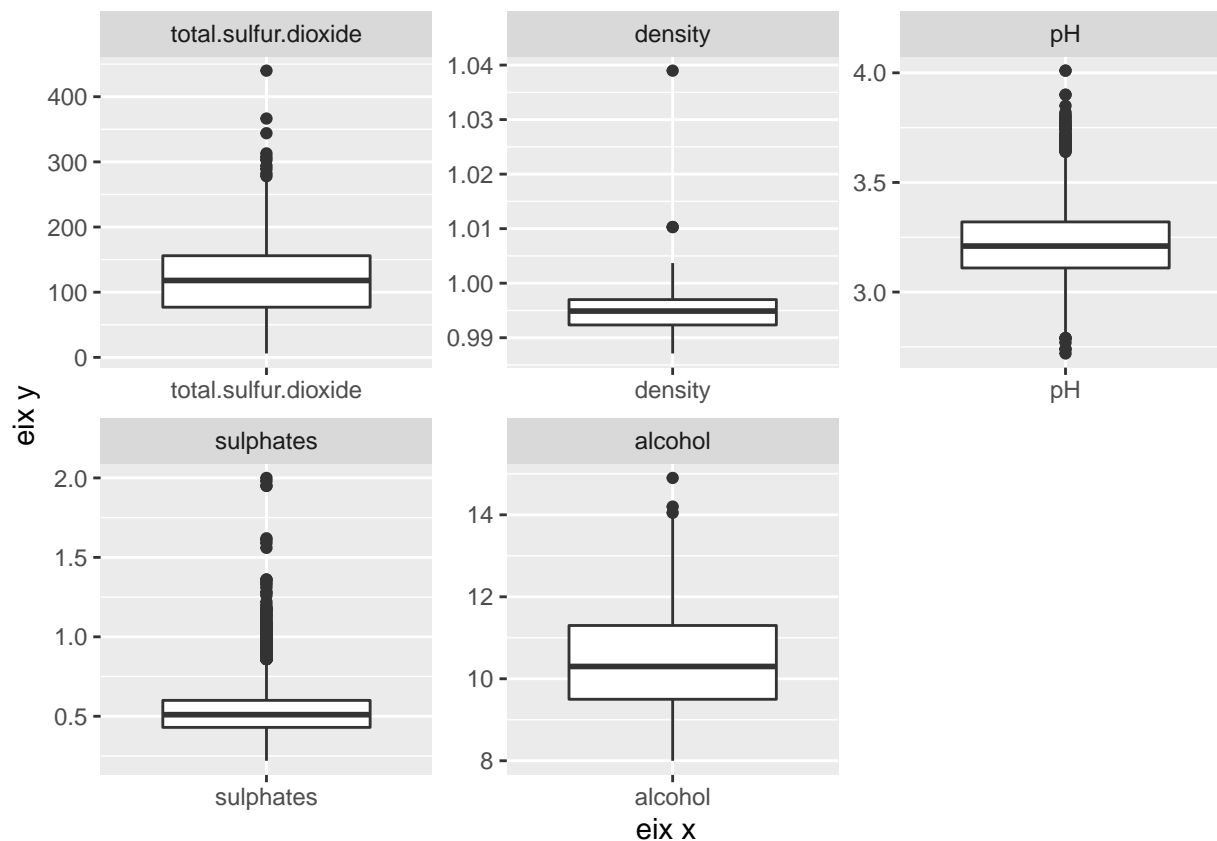 total.sulfur.dioxide
density
pH
400
300
200
100
0
1.04
1.03
1.02
1.01
1.00
0.99
4.0
3.5
3.0
total.sulfur.dioxide
density
pH
eix y
sulphates
alcohol
2.0
1.5
1.0
0.5
14
12
10
8
sulphates
alcohol
eix x